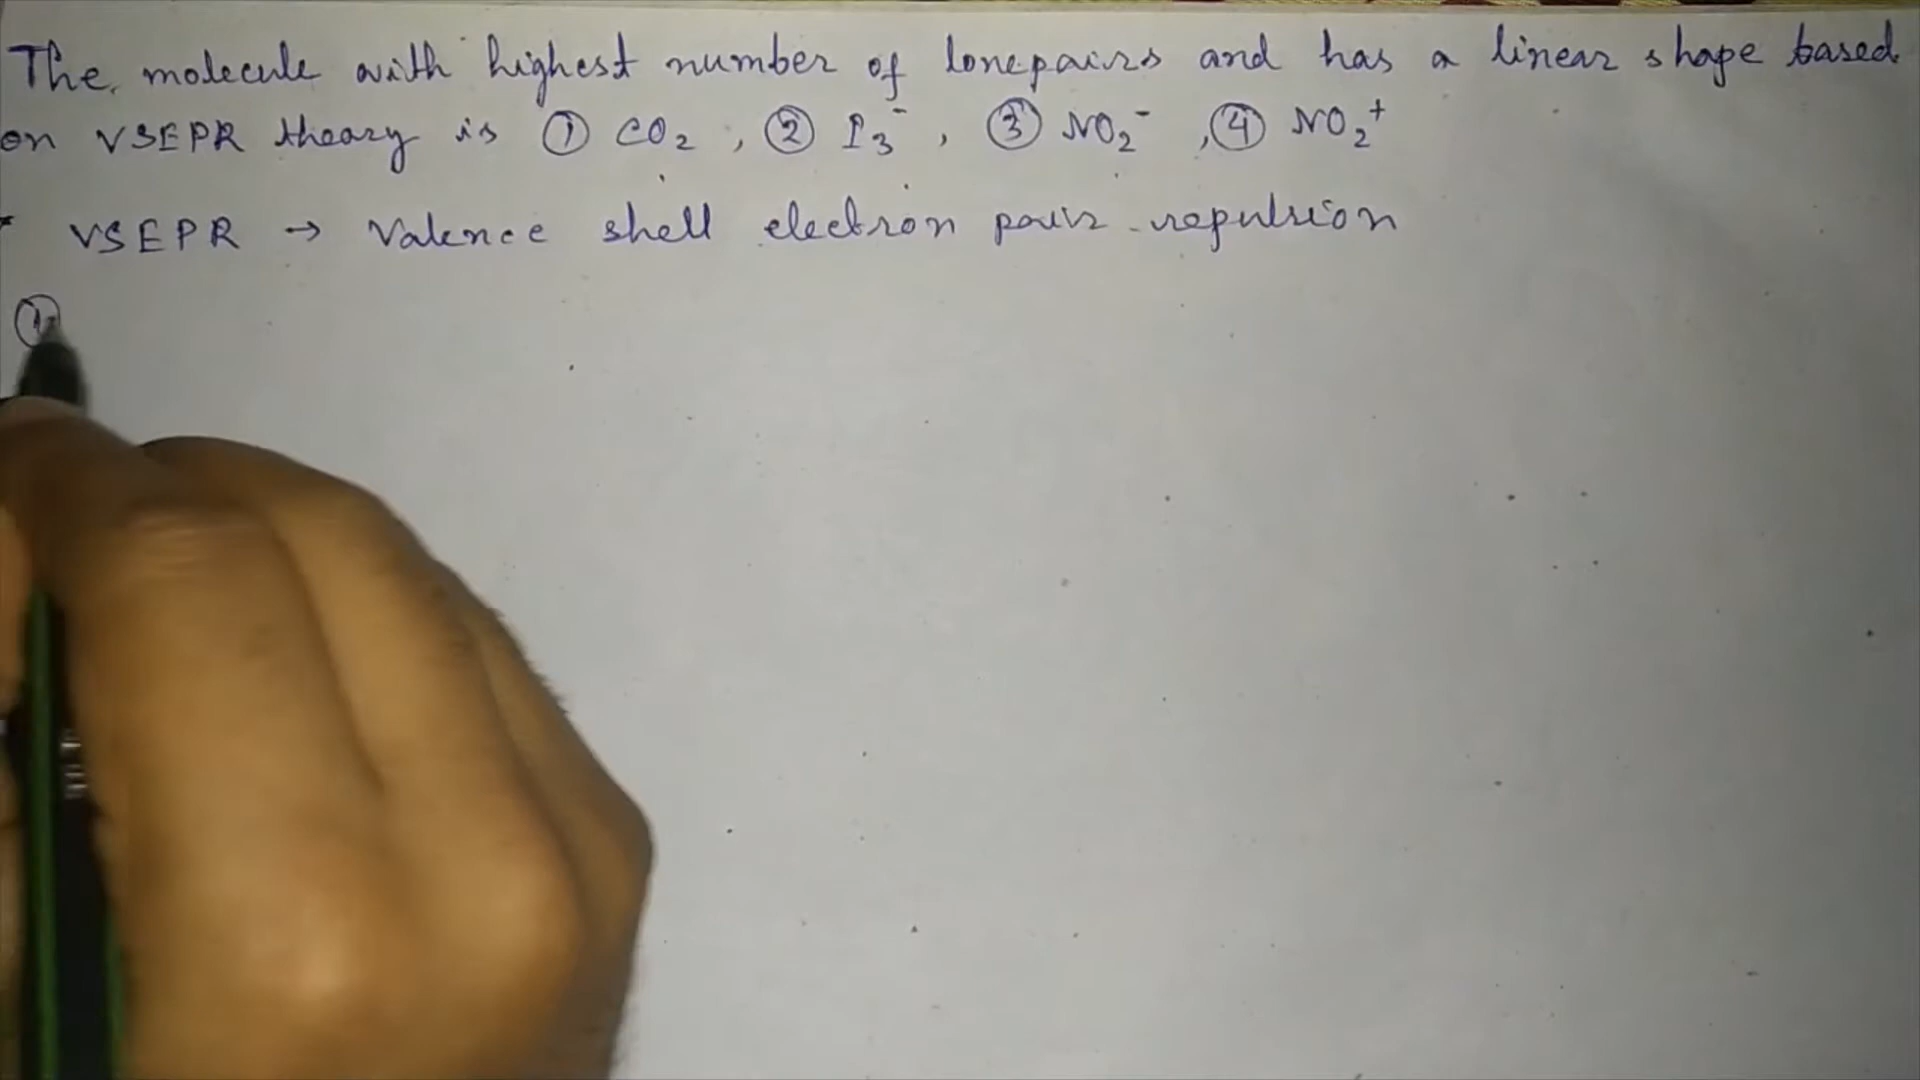 The molecule with highest number of lonepairs and has a linear shape based
on VSEPR theory is ① CO₂ , ② I₃⁻ , ③ NO₂⁻ , ④ NO₂⁺
* VSEPR → Valence shell electron pair repulsion
①